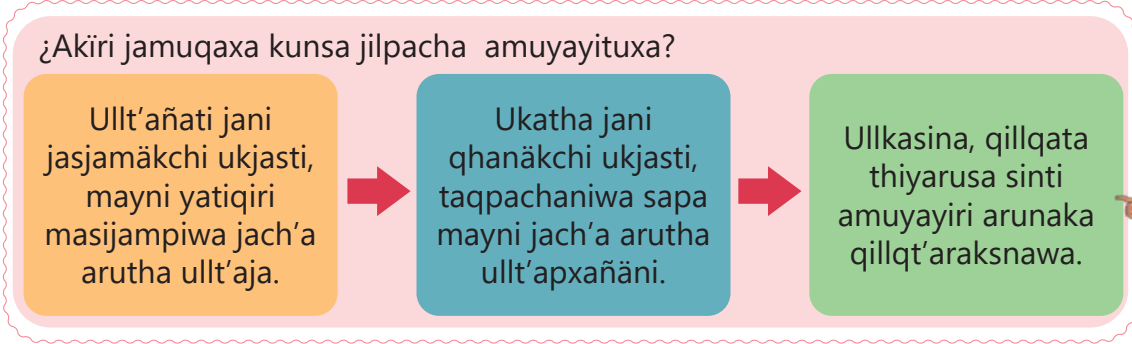 ¿Akïri jamuqaxa kunsa jilpacha amuyayituxa?
Ullt’añati jani
jasjamäkchi ukjasti,
mayni yatiqiri
masijampiwa jach’a
arutha ullt’aja.
Ukatha jani
qhanäkchi ukjasti,
taqpachaniwa sapa
mayni jach’a arutha
ullt’apxañäni.
Ullkasina, qillqata
thiyarusa sinti
amuyayiri arunaka
qillqt’araksnawa.